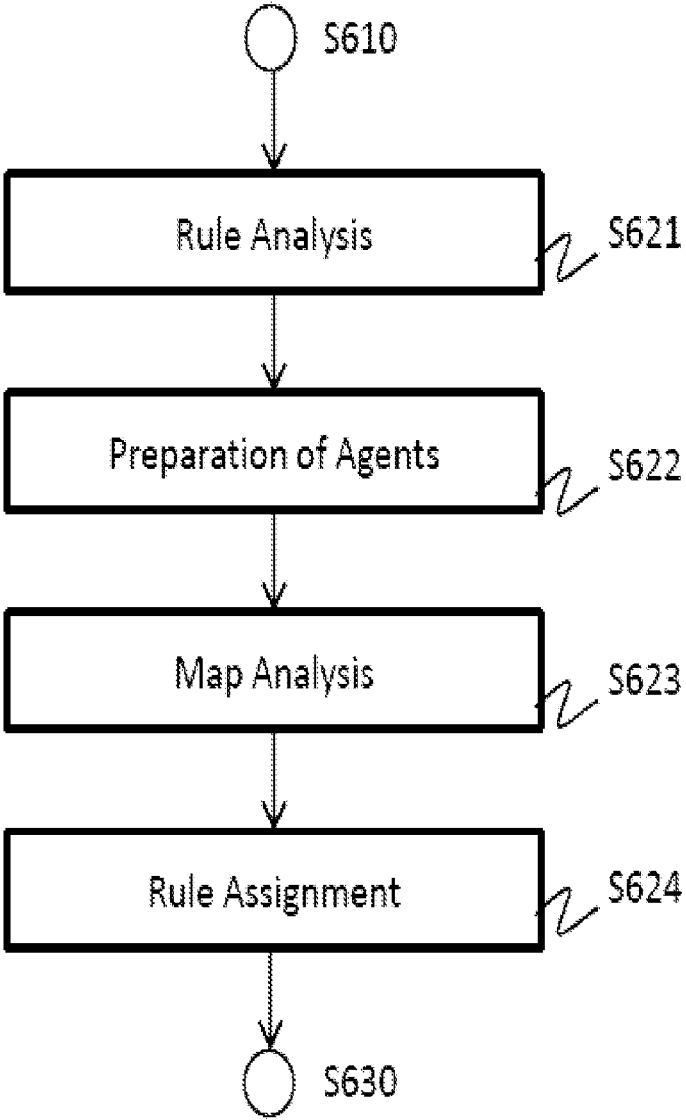 S610
Rule Analysis
S621
Preparation of Agents
S622
Map Analysis
S623
Rule Assignment
S624
S630